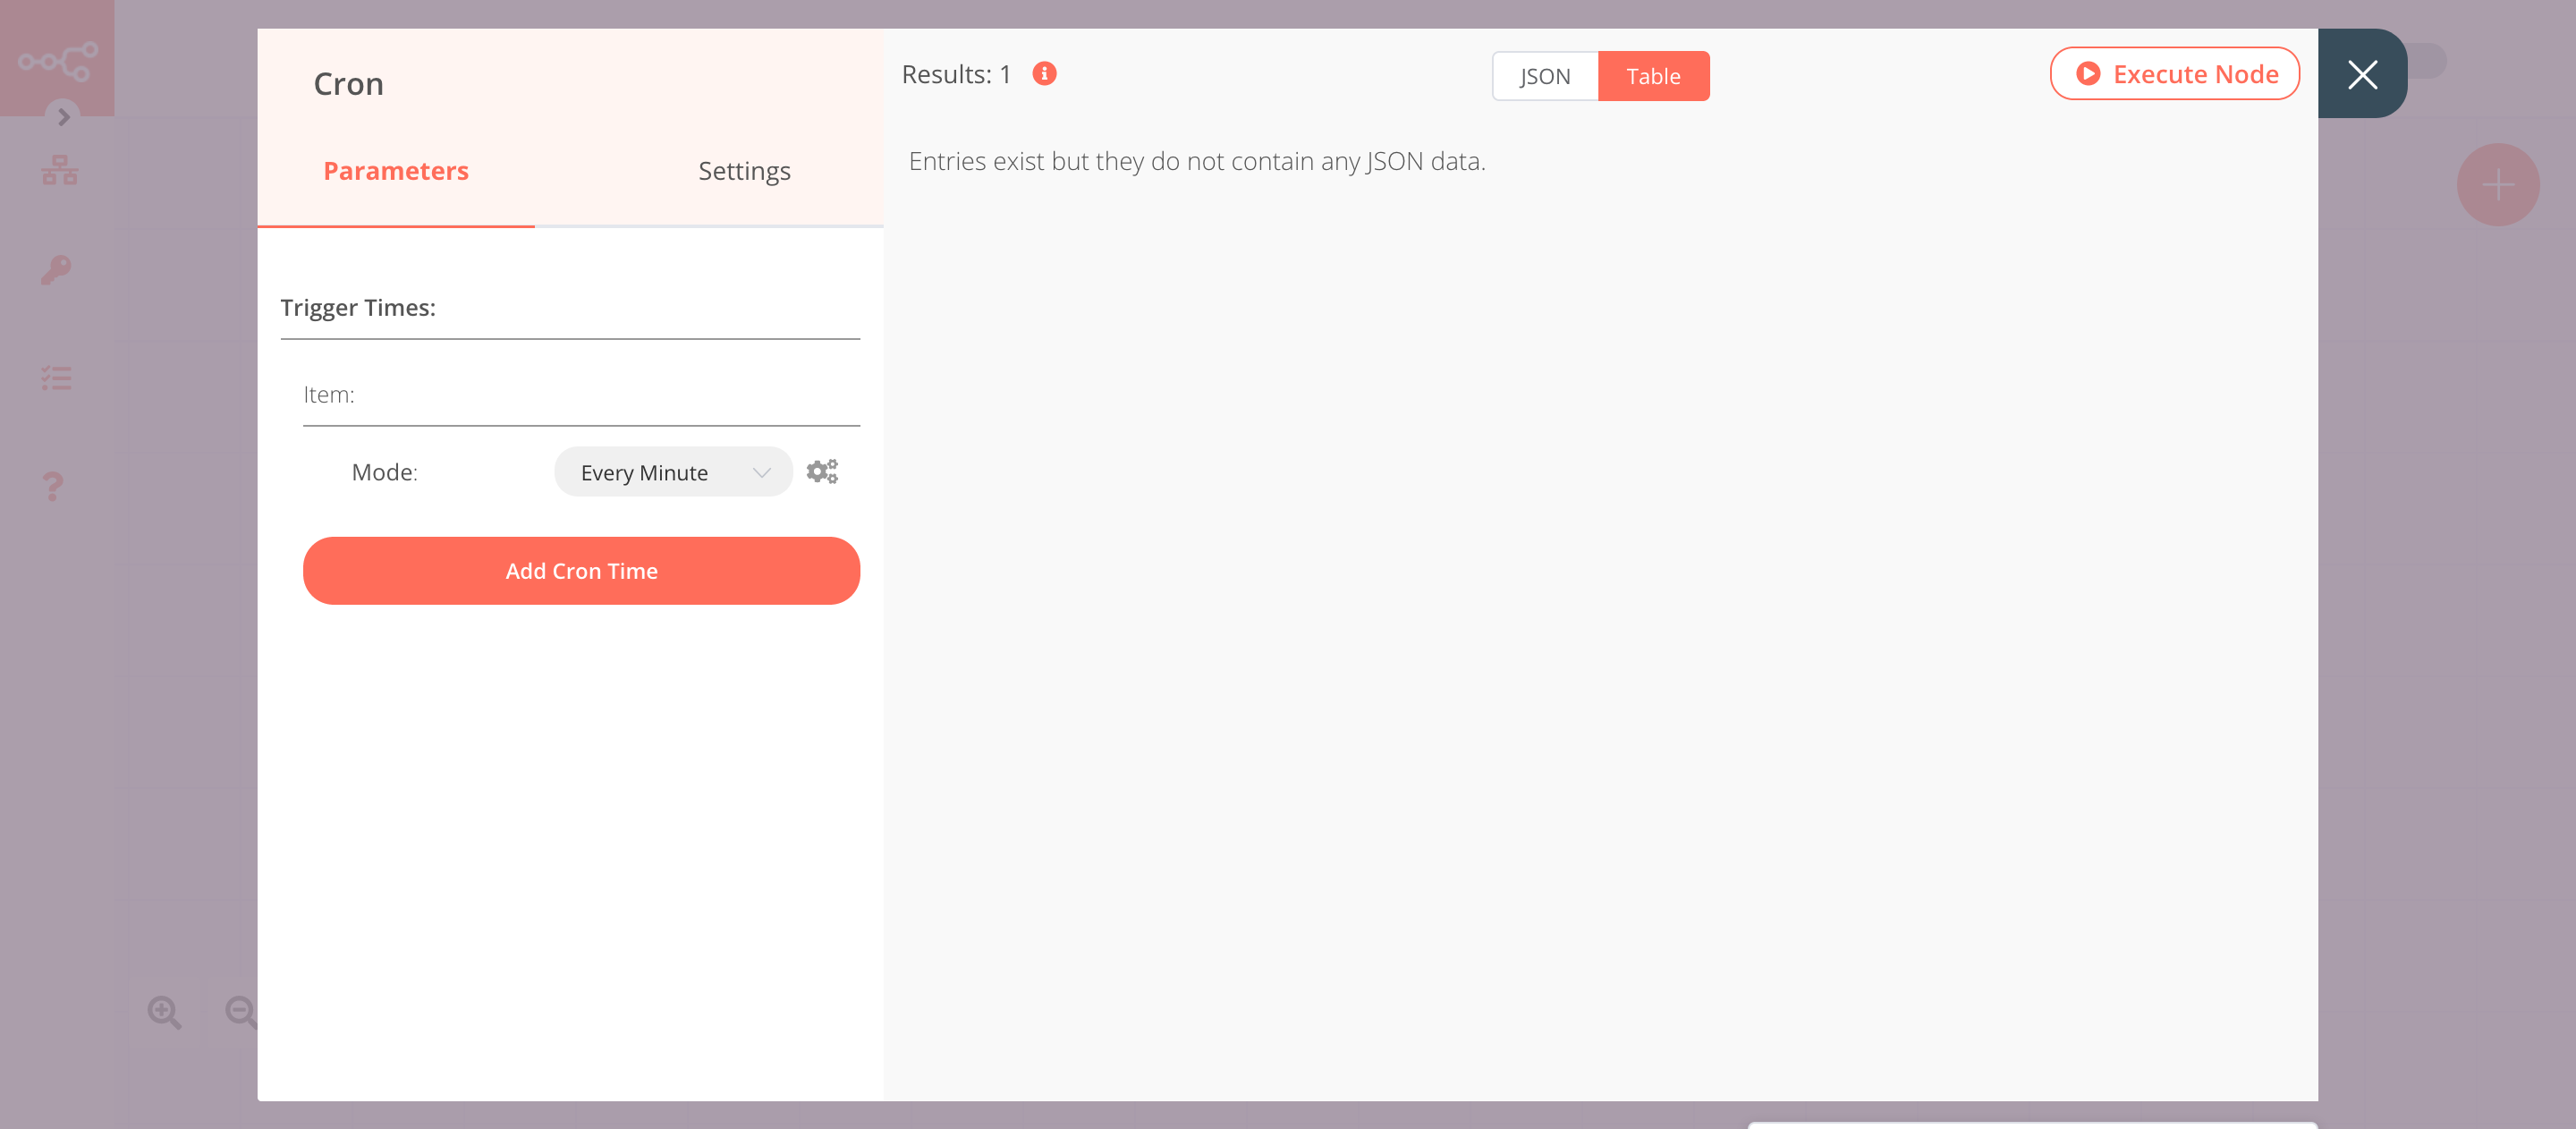 Cron
Parameters
Settings
Trigger Times:
Item:
Mode:
Every Minute
Add Cron Time
Results: 1
JSON
Table
Execute Node
Entries exist but they do not contain any JSON data.